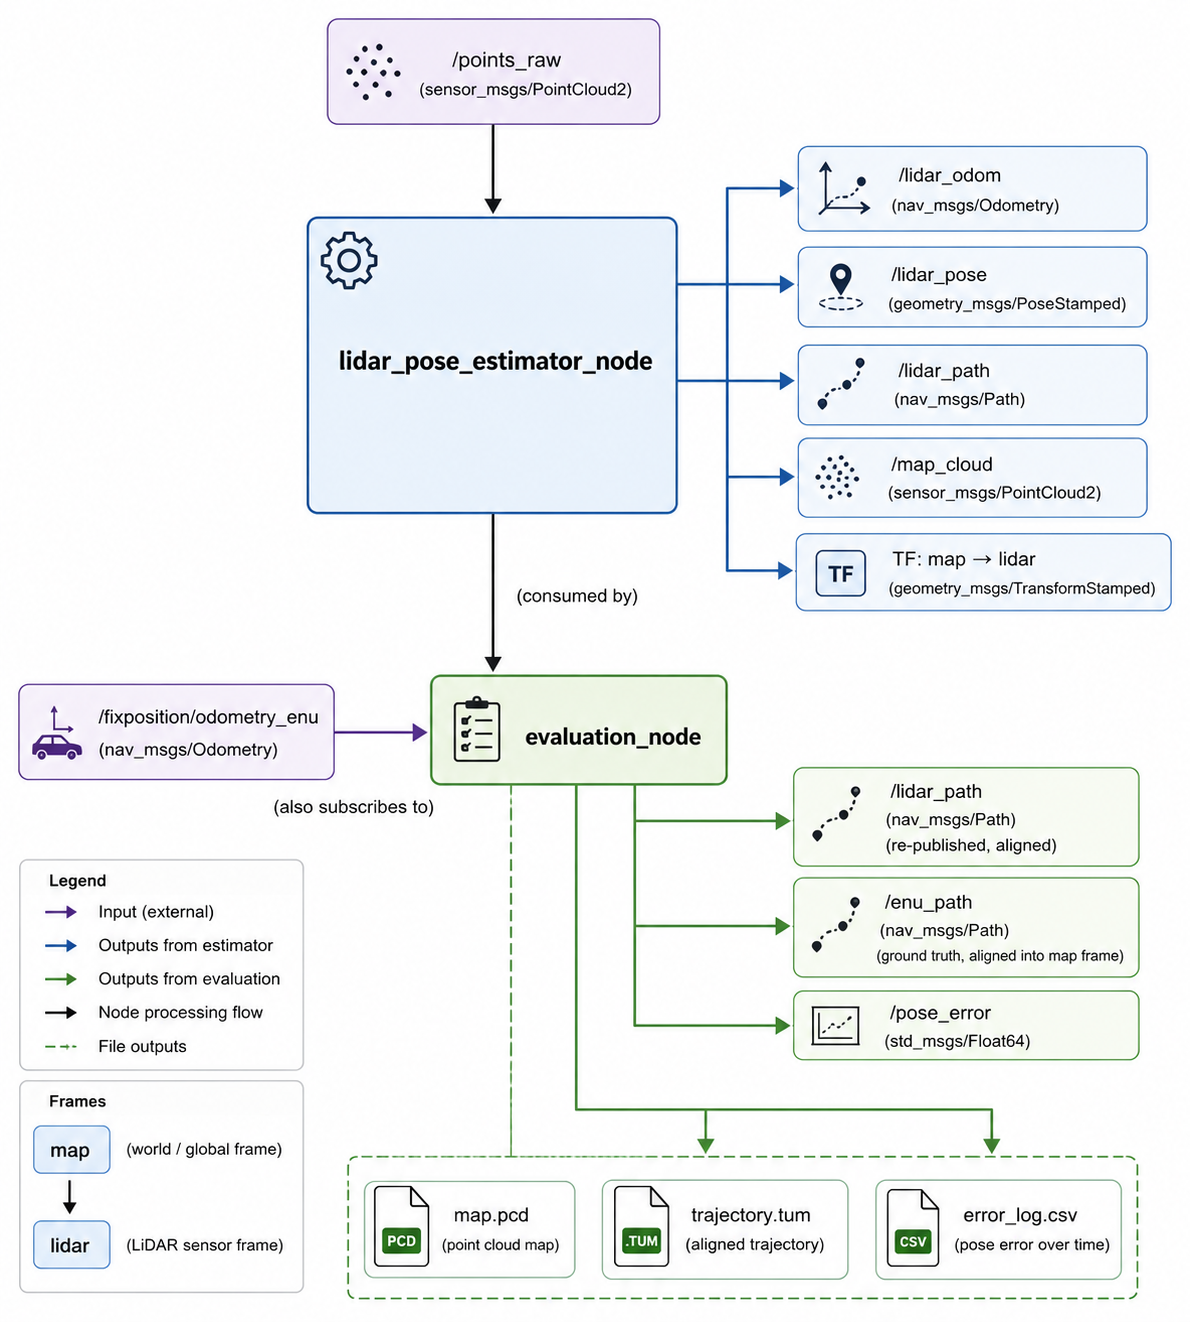 /points_raw
(sensor_msgs/PointCloud2)
/lidar_odom
(nav_msgs/Odometry)
/lidar_pose
(geometry_msgs/PoseStamped)
lidar_pose_estimator_node
/lidar_path
(nav_msgs/Path)
/map_cloud
(sensor_msgs/PointCloud2)
TF
TF: map → lidar
(geometry_msgs/TransformStamped)
(consumed by)
/fixposition/odometry_enu
(nav_msgs/Odometry)
evaluation_node
(also subscribes to)
/lidar_path
(nav_msgs/Path)
(re-published, aligned)
/enu_path
(nav_msgs/Path)
(ground truth, aligned into map frame)
/pose_error
(std_msgs/Float64)
Legend
Input (external)
Outputs from estimator
Outputs from evaluation
Node processing flow
File outputs
Frames
map
(world / global frame)
lidar
(LiDAR sensor frame)
PCD
map.pcd
(point cloud map)
.TUM
trajectory.tum
(aligned trajectory)
CSV
error_log.csv
(pose error over time)